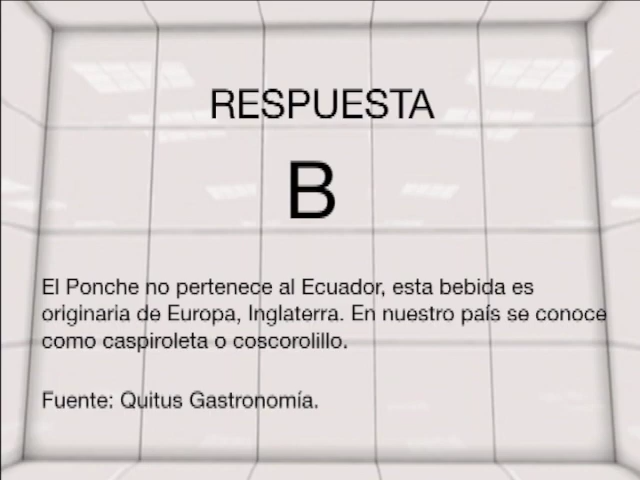 RESPUESTA
B
El Ponche no pertenece al Ecuador, esta bebida es
originaria de Europa, Inglaterra. En nuestro país se conoce
como caspiroleta o coscorolillo.
Fuente: Quitus Gastronomía.